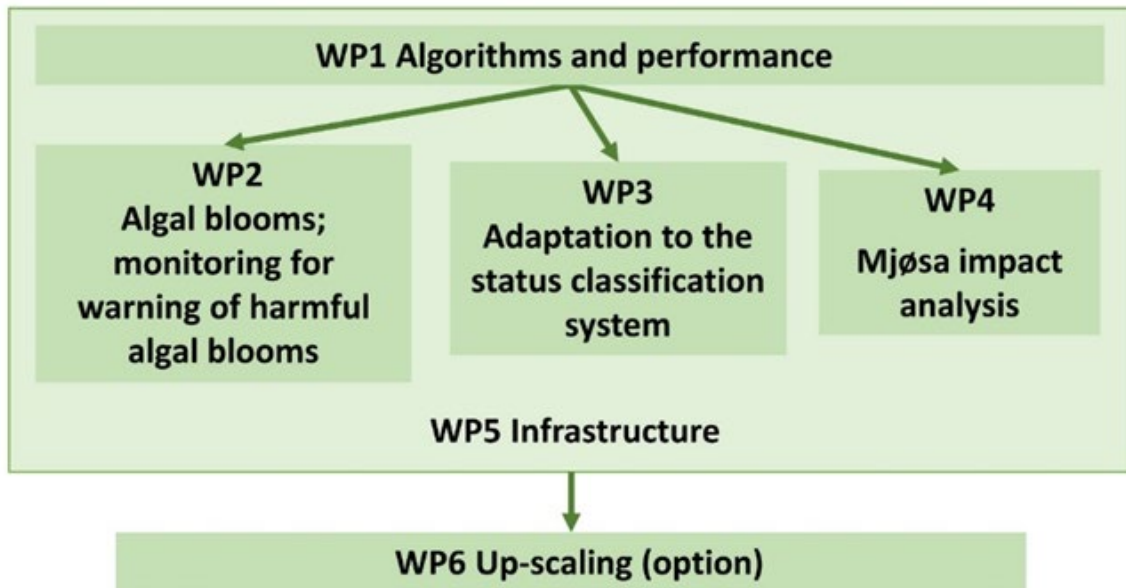 WP1 Algorithms and performance
WP2
Algal blooms;
monitoring for
warning of harmful
algal blooms
WP3
Adaptation to the
status classification
system
WP4
Mjøsa impact
analysis
WP5 Infrastructure
WP6 Up-scaling (option)